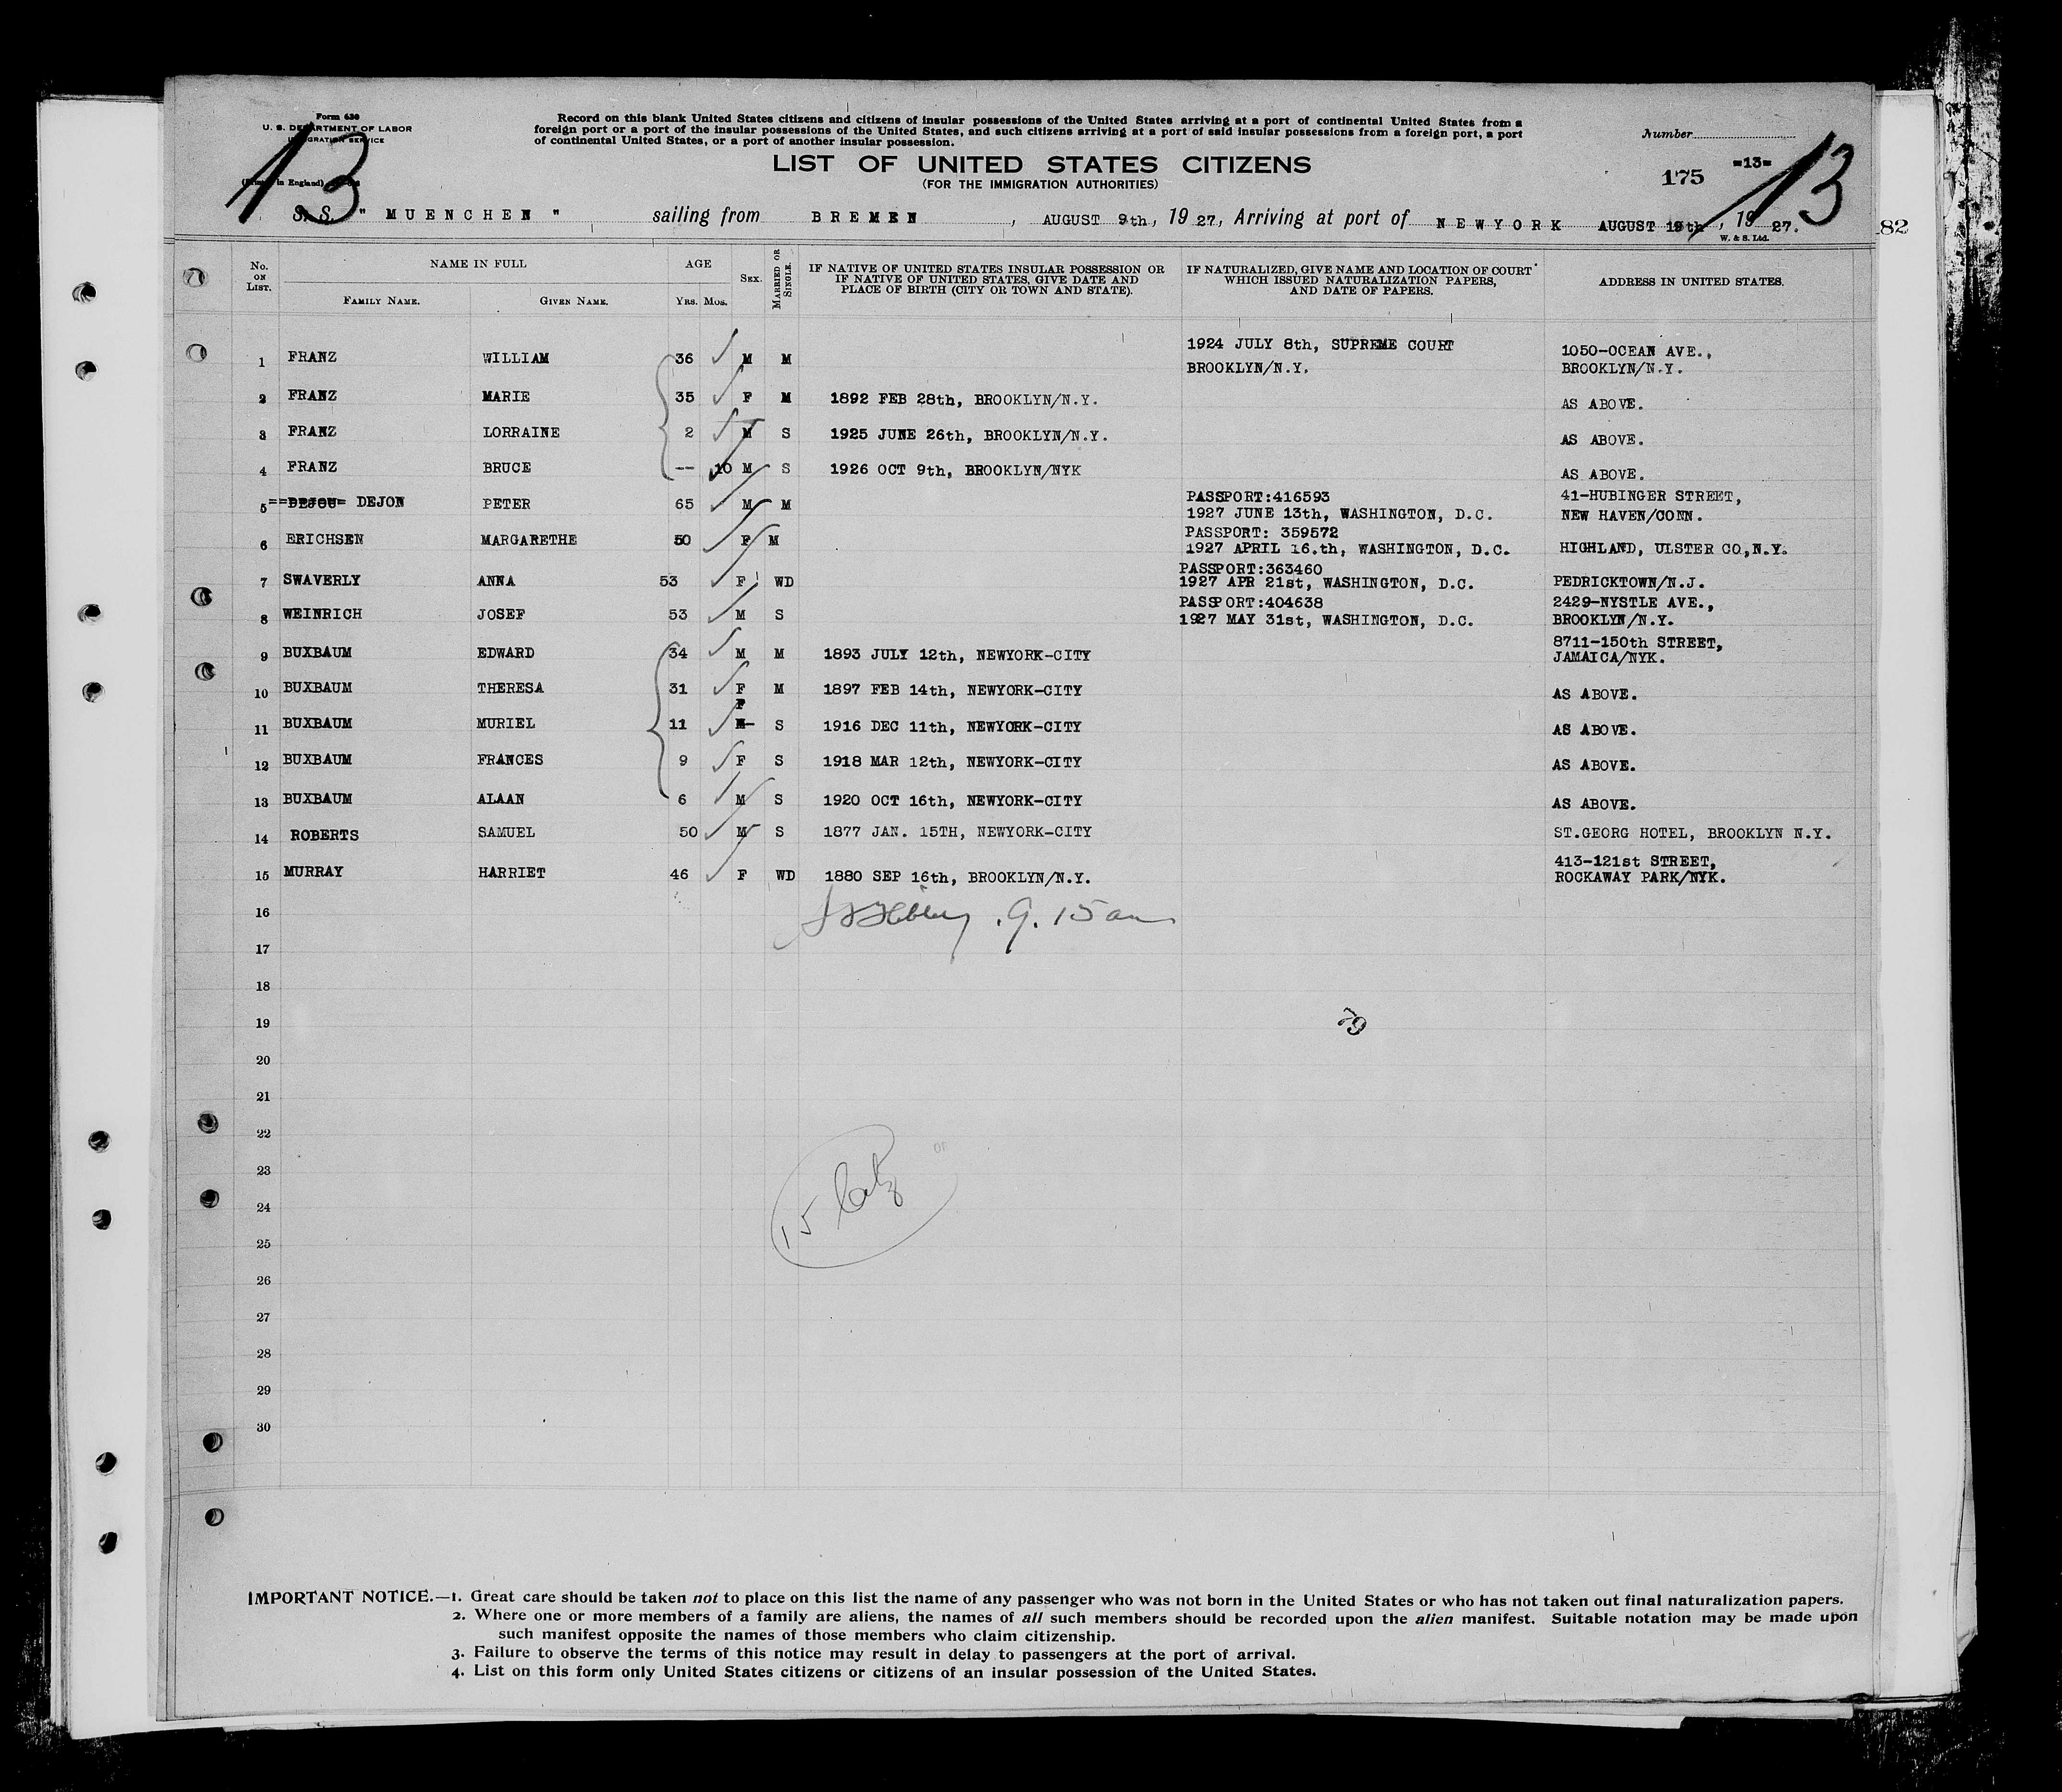 Form 630
U. S. DEPARTMENT OF LABOR
IMMIGRATION SERVICE
(Printed in England)
13
Record on this blank United States citizens and citizens of insular possessions of the United States arriving at a port of continental United States from a
foreign port or a port of the insular possessions of the United States, and such citizens arriving at a port of said insular possessions from a foreign port, a port
of continental United States, or a port of another insular possession.
LIST OF UNITED STATES CITIZENS
(FOR THE IMMIGRATION AUTHORITIES)
Number
175 =13= 13
S. S. " MUENCHEN " sailing from BREMEN, AUGUST 9th, 19 27, Arriving at port of NEWYORK AUGUST 19th, 19 27.
W. & S. Ltd.
82
No. ON LIST. NAME IN FULL AGE SEX. MARRIED OR SINGLE. IF NATIVE OF UNITED STATES INSULAR POSSESSION OR IF NATIVE OF UNITED STATES, GIVE DATE AND PLACE OF BIRTH (CITY OR TOWN AND STATE). IF NATURALIZED, GIVE NAME AND LOCATION OF COURT WHICH ISSUED NATURALIZATION PAPERS, AND DATE OF PAPERS. ADDRESS IN UNITED STATES.
FAMILY NAME. GIVEN NAME. YRS. MOS.
1 FRANZ WILLIAM 36 M M 1924 JULY 8th, SUPREME COURT BROOKLYN/N.Y. 1050-OCEAN AVE., BROOKLYN/N.Y.
2 FRANZ MARIE 35 F M 1892 FEB 28th, BROOKLYN/N.Y. AS ABOVE.
3 FRANZ LORRAINE 2 M S 1925 JUNE 26th, BROOKLYN/N.Y. AS ABOVE.
4 FRANZ BRUCE -- 10 M S 1926 OCT 9th, BROOKLYN/NYK AS ABOVE.
5 ==DEJOU= DEJON PETER 65 M M PASSPORT:416593 1927 JUNE 13th, WASHINGTON, D.C. 41-HUBINGER STREET, NEW HAVEN/CONN.
6 ERICHSEN MARGARETHE 50 F M PASSPORT: 359572 1927 APRIL 16.th, WASHINGTON, D.C. HIGHLAND, ULSTER CO,N.Y.
7 SWAVERLY ANNA 53 F WD PASSPORT:363460 1927 APR 21st, WASHINGTON, D.C. PEDRICKTOWN/N.J.
8 WEINRICH JOSEF 53 M S PASSPORT:404638 1927 MAY 31st, WASHINGTON, D.C. 2429-NYSTLE AVE., BROOKLYN/N.Y.
9 BUXBAUM EDWARD 34 M M 1893 JULY 12th, NEWYORK-CITY 8711-150th STREET, JAMAICA/NYK.
10 BUXBAUM THERESA 31 F M 1897 FEB 14th, NEWYORK-CITY AS ABOVE.
11 BUXBAUM MURIEL 11 F M- S 1916 DEC 11th, NEWYORK-CITY AS ABOVE.
12 BUXBAUM FRANCES 9 F S 1918 MAR 12th, NEWYORK-CITY AS ABOVE.
13 BUXBAUM ALAAN 6 M S 1920 OCT 16th, NEWYORK-CITY AS ABOVE.
14 ROBERTS SAMUEL 50 M S 1877 JAN. 15TH, NEWYORK-CITY ST.GEORG HOTEL, BROOKLYN N.Y.
15 MURRAY HARRIET 46 F WD 1880 SEP 16th, BROOKLYN/N.Y. 413-121st STREET, ROCKAWAY PARK/NYK.
16 9.15 am
17
18
19 79
20
21
22
23
24 15
25
26
27
28
29
30
IMPORTANT NOTICE.—1. Great care should be taken not to place on this list the name of any passenger who was not born in the United States or who has not taken out final naturalization papers.
2. Where one or more members of a family are aliens, the names of all such members should be recorded upon the alien manifest. Suitable notation may be made upon
such manifest opposite the names of those members who claim citizenship.
3. Failure to observe the terms of this notice may result in delay to passengers at the port of arrival.
4. List on this form only United States citizens or citizens of an insular possession of the United States.